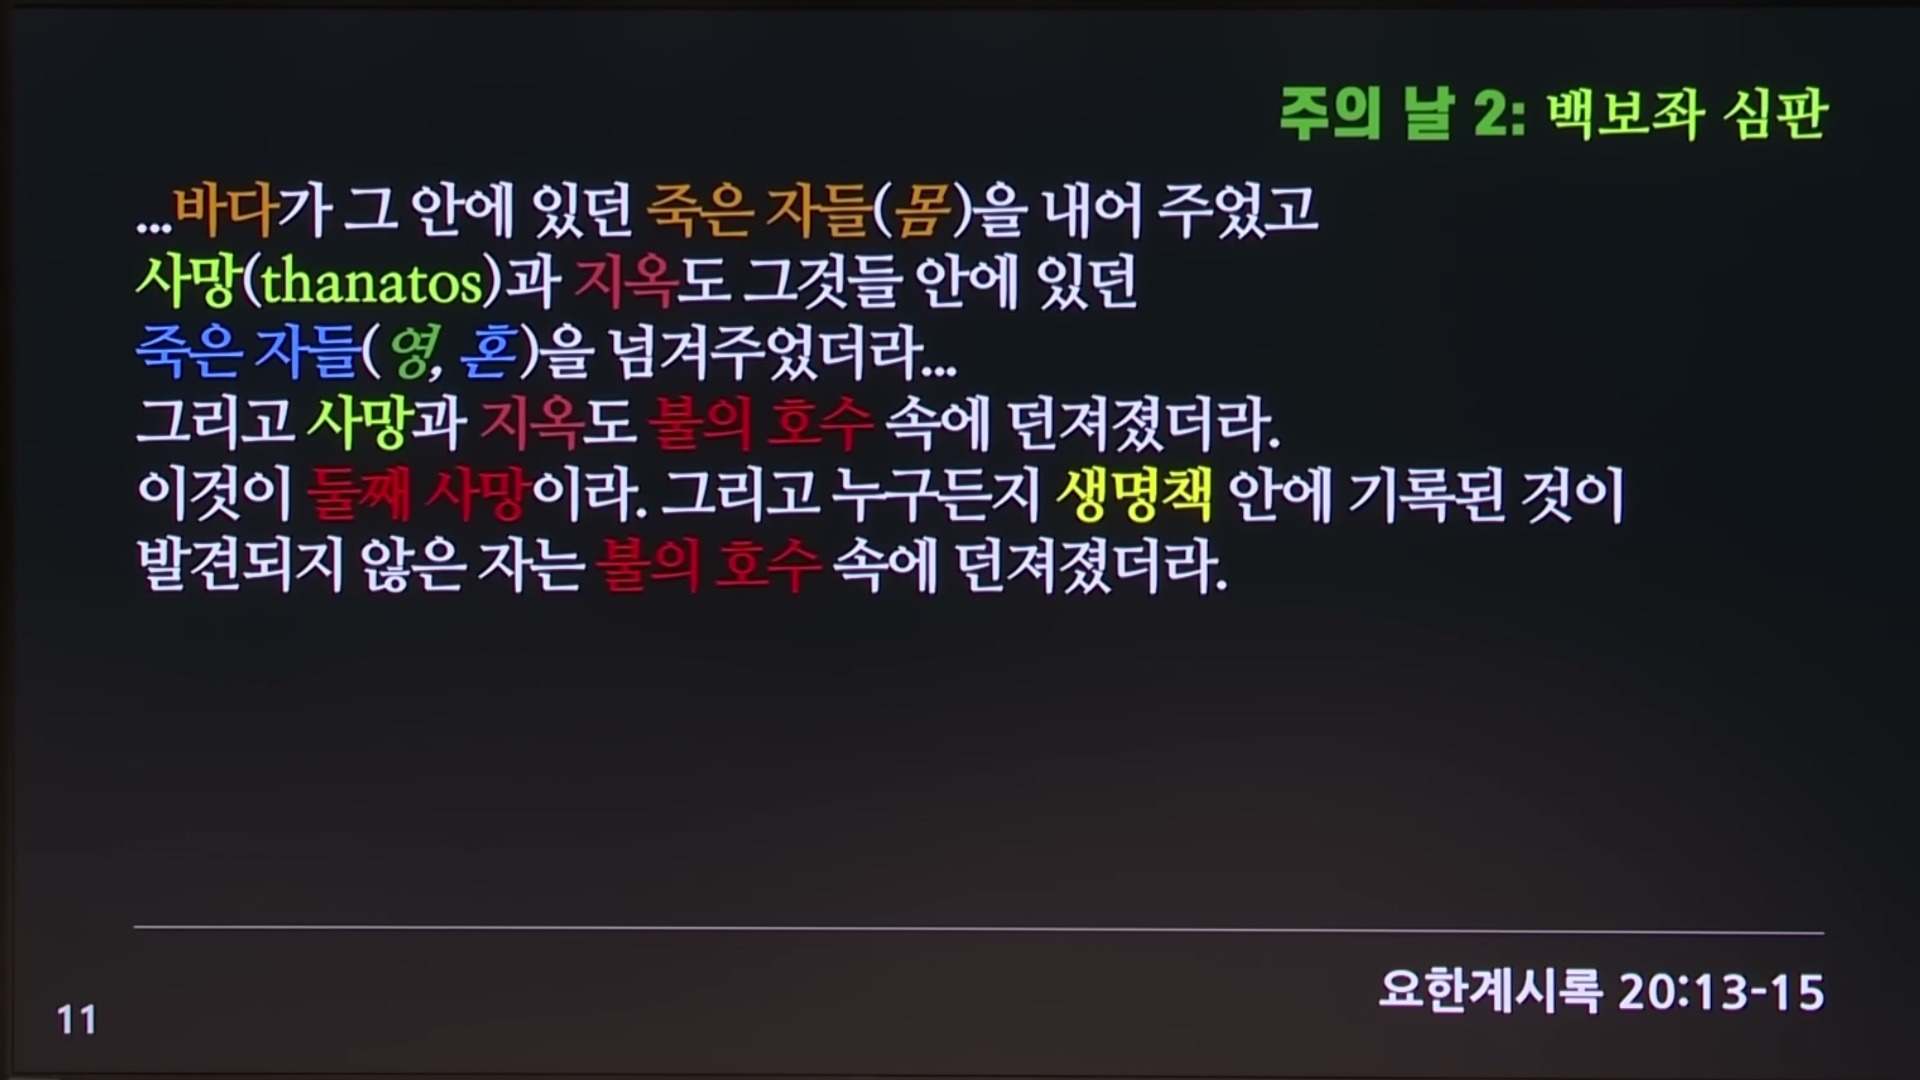 주의 날 2: 백보좌 심판
...바다가 그 안에 있던 죽은 자들(몸)을 내어 주었고
사망(thanatos)과 지옥도 그것들 안에 있던
죽은 자들(영, 혼)을 넘겨주었더라...
그리고 사망과 지옥도 불의 호수 속에 던져졌더라.
이것이 둘째 사망이라. 그리고 누구든지 생명책 안에 기록된 것이
발견되지 않은 자는 불의 호수 속에 던져졌더라.
요한계시록 20:13-15
11